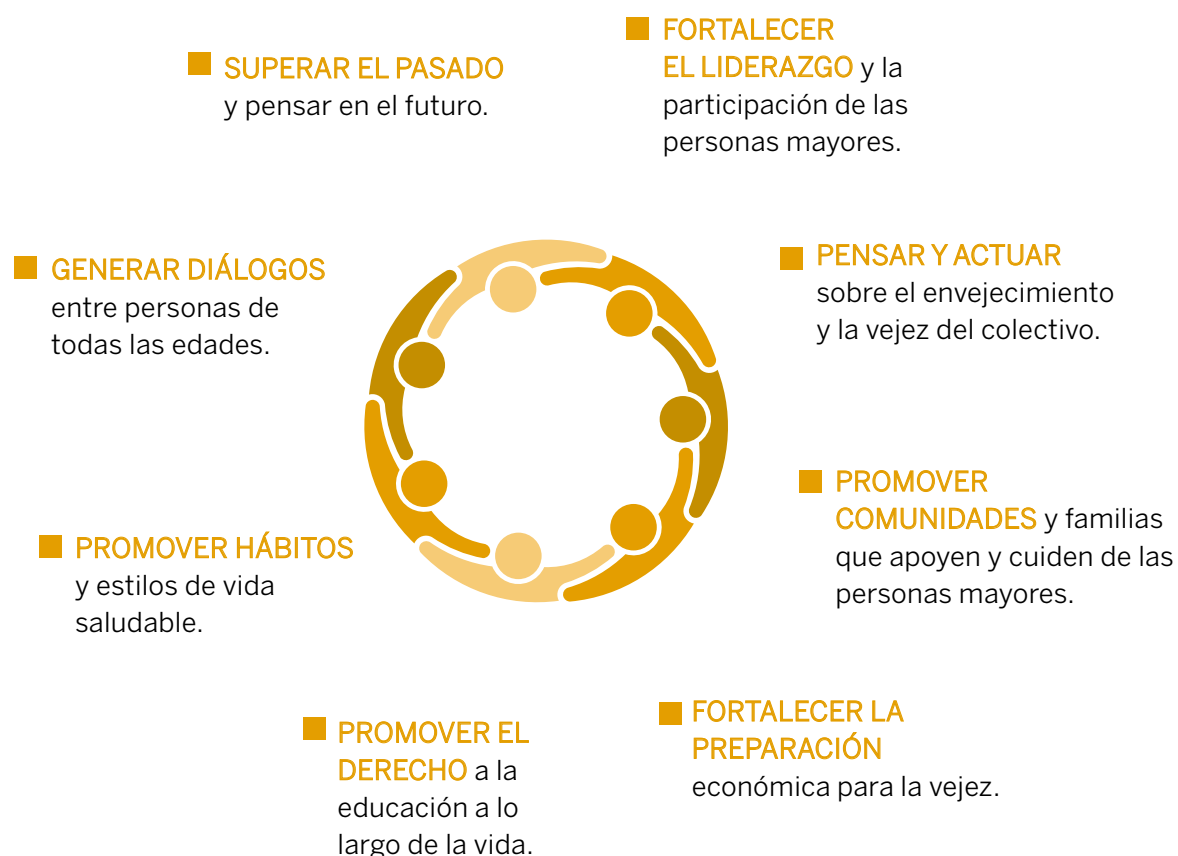 SUPERAR EL PASADO
y pensar en el futuro.
FORTALECER
EL LIDERAZGO y la
participación de las
personas mayores.
GENERAR DIÁLOGOS
entre personas de
todas las edades.
PENSAR Y ACTUAR
sobre el envejecimiento
y la vejez del colectivo.
PROMOVER
COMUNIDADES y familias
que apoyen y cuiden de las
personas mayores.
PROMOVER HÁBITOS
y estilos de vida
saludable.
PROMOVER EL
DERECHO a la
educación a lo
largo de la vida.
FORTALECER LA
PREPARACIÓN
económica para la vejez.